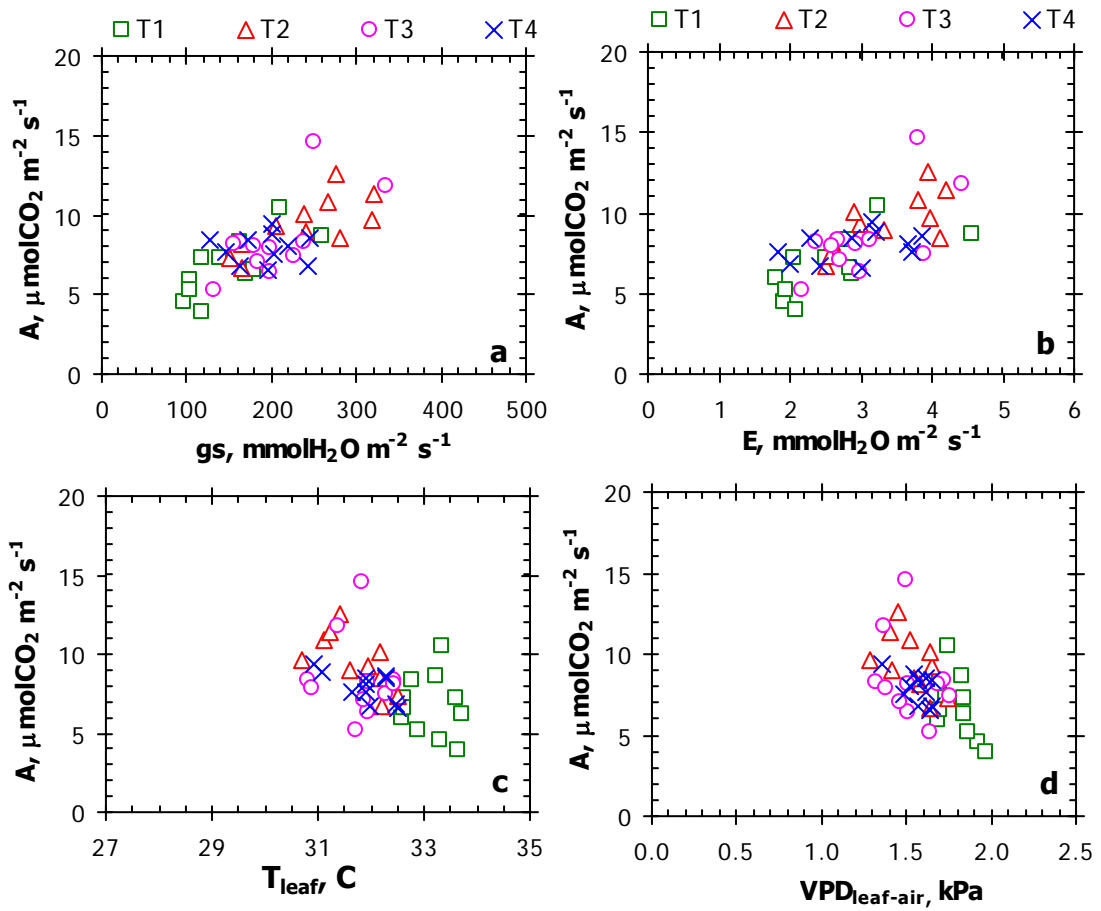 T1 T2 T3 T4
T1 T2 T3 T4
20
15
10
5
0
A, µmolCO₂ m⁻² s⁻¹
a
0 100 200 300 400 500
gs, mmolH₂O m⁻² s⁻¹
20
15
10
5
0
A, µmolCO₂ m⁻² s⁻¹
b
0 1 2 3 4 5 6
E, mmolH₂O m⁻² s⁻¹
20
15
10
5
0
A, µmolCO₂ m⁻² s⁻¹
c
27 29 31 33 35
T_leaf, C
20
15
10
5
0
A, µmolCO₂ m⁻² s⁻¹
d
0.0 0.5 1.0 1.5 2.0 2.5
VPD_leaf-air, kPa